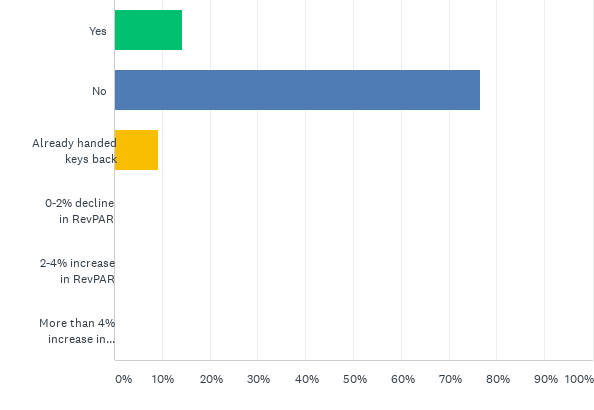 Yes
No
Already handed
keys back
0-2% decline
in RevPAR
2-4% increase
in RevPAR
More than 4%
increase in...
0% 10% 20% 30% 40% 50% 60% 70% 80% 90% 100%